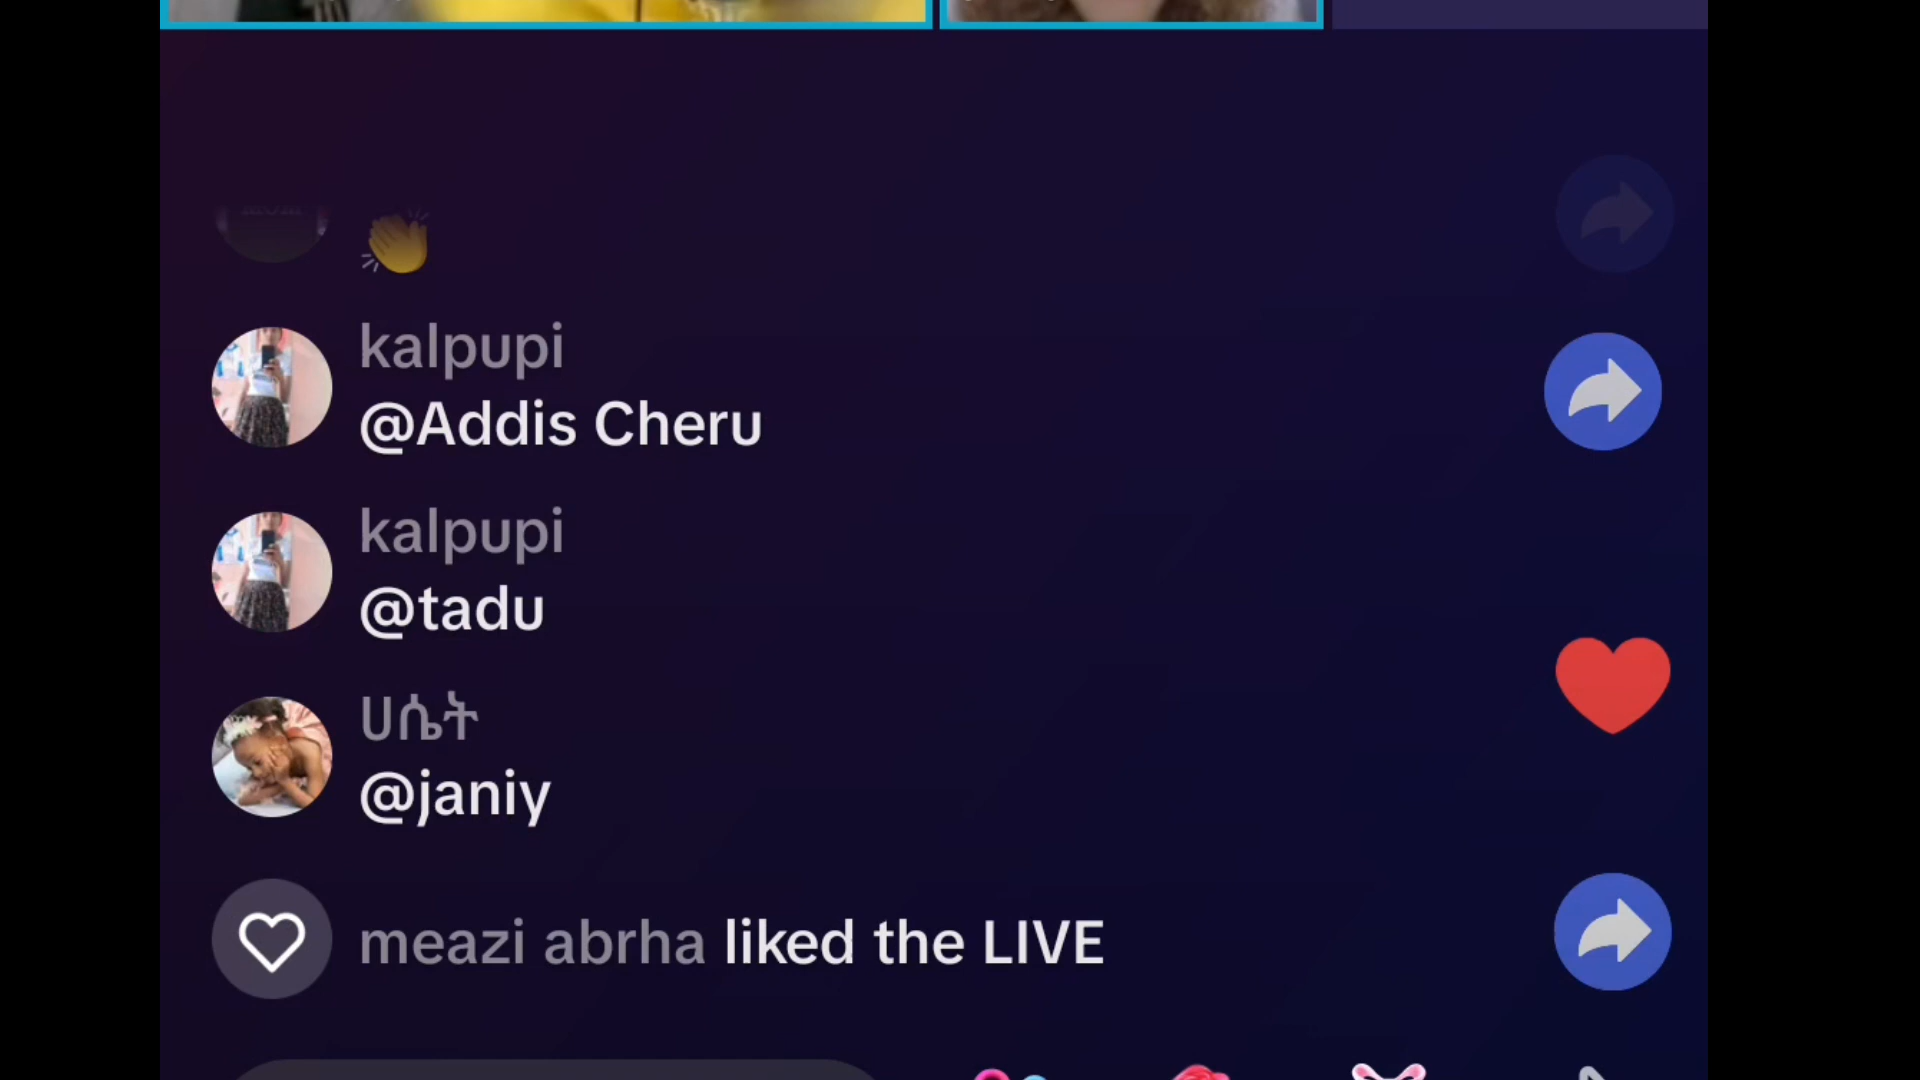 👏
kalpupi
@Addis Cheru
kalpupi
@tadu
ሀሴት
@janiy
meazi abrha liked the LIVE